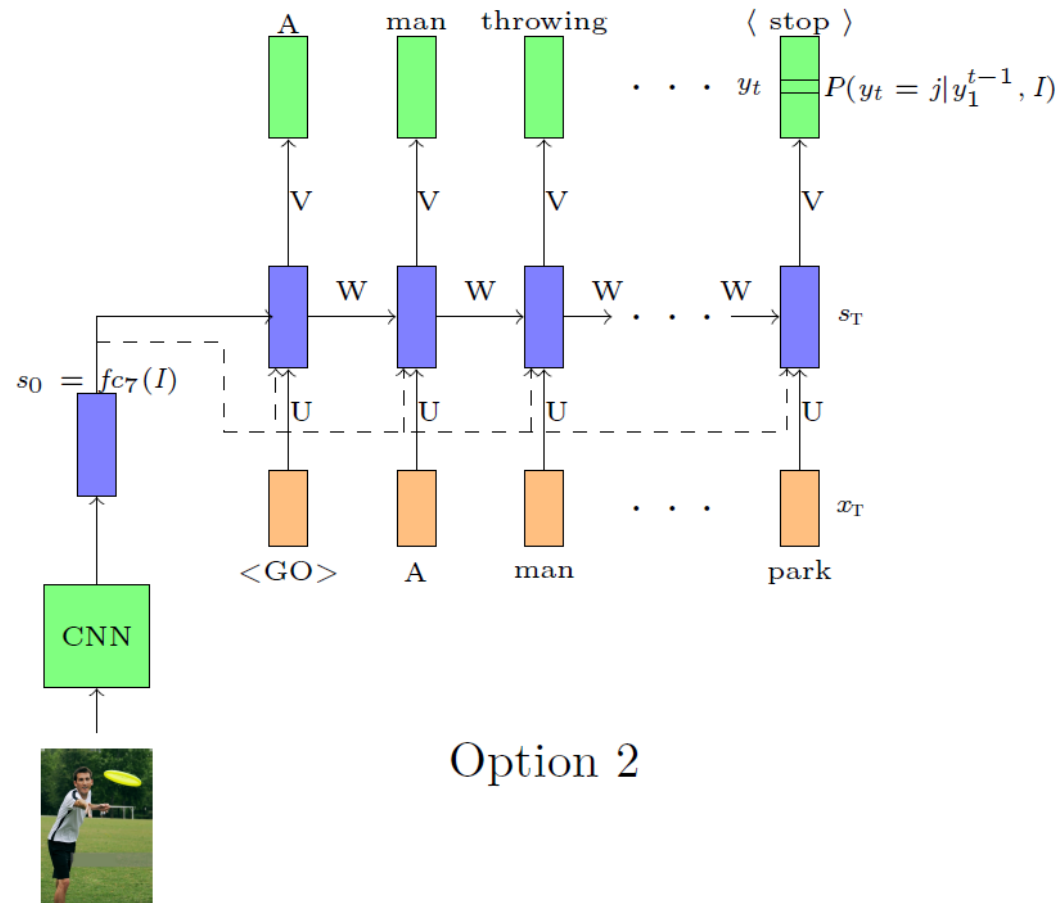 A man throwing ⟨ stop ⟩
· · · y_t P(y_t = j|y_1^{t−1}, I)
V V V V
W W W W
· · · s_T
s_0 = fc_7(I)
U U U U
· · · x_T
<GO> A man park
CNN
Option 2